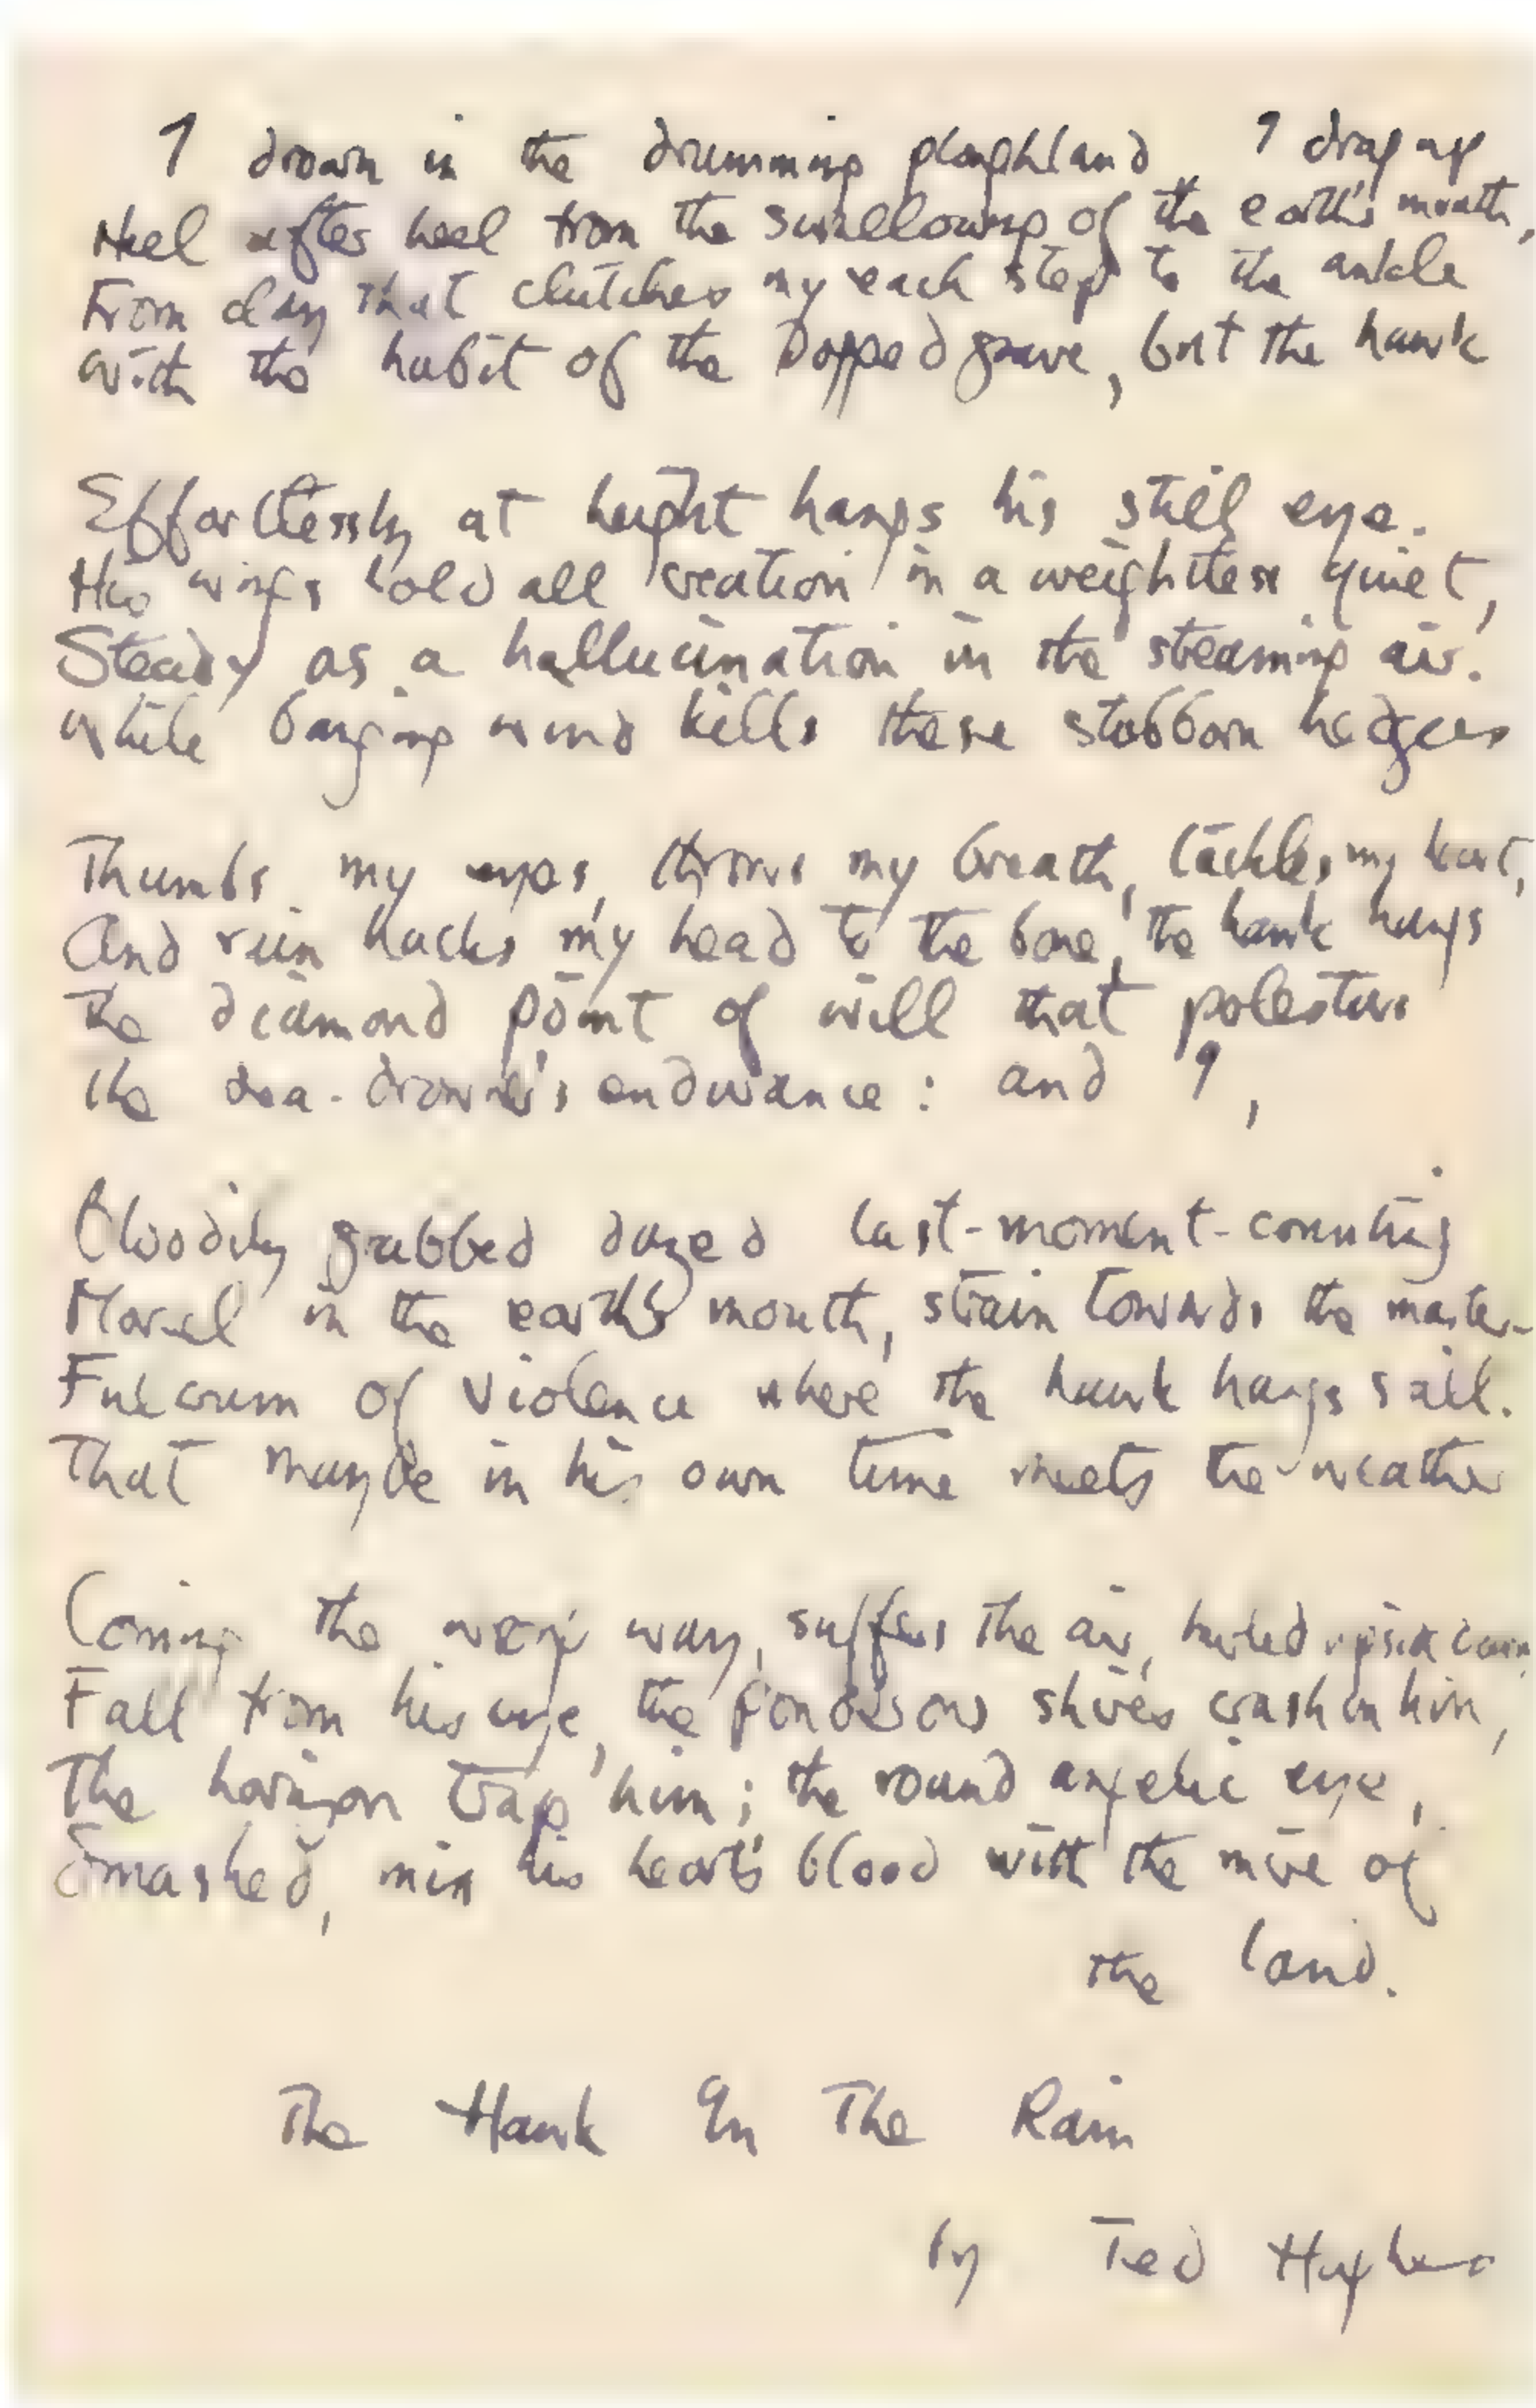 I drown in the drumming ploughland I drag up
Heel after heel from the swallowing of the earth's mouth,
From clay that clutches my each step to the ankle
With the habit of the Dogged grave, but the hawk
Effortlessly at height hangs his still eye.
His wings hold all creation in a weightless quiet,
Steady as a hallucination in the streaming air.
While banging wind kills these stubborn hedges
Thumbs my eyes, throws my breath, tackles my heart,
And rain hacks my head to the bone, the hawk hangs
The diamond point of will that polestars
The sea-drowner's endurance: and I,
Bloodily grabbed dazed last-moment-counting
Morsel in the earth's mouth, strain towards the master-
Fulcrum of violence where the hawk hangs still.
That maybe in his own time meets the weather
Coming the wrong way, suffers the air, hurled upside down,
Fall from his eye, the ponderous shires crash on him,
The horizon trap him; the round angelic eye,
Smashed, mix his heart's blood with the mire of
the land.
The Hawk In The Rain
by Ted Hughes